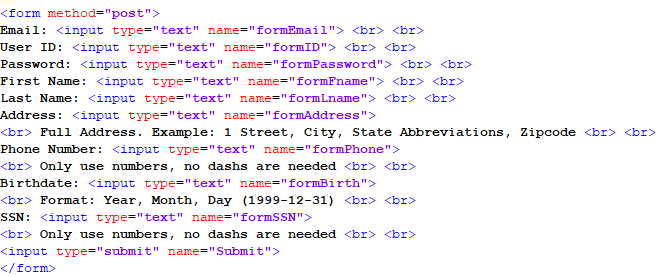 <form method="post">
Email: <input type="text" name="formEmail"> <br> <br>
User ID: <input type="text" name="formID"> <br> <br>
Password: <input type="text" name="formPassword"> <br> <br>
First Name: <input type="text" name="formFname"> <br> <br>
Last Name: <input type="text" name="formLname"> <br> <br>
Address: <input type="text" name="formAddress">
<br> Full Address. Example: 1 Street, City, State Abbreviations, Zipcode <br> <br>
Phone Number: <input type="text" name="formPhone">
<br> Only use numbers, no dashs are needed <br> <br>
Birthdate: <input type="text" name="formBirth">
<br> Format: Year, Month, Day (1999-12-31) <br> <br>
SSN: <input type="text" name="formSSN">
<br> Only use numbers, no dashs are needed <br> <br>
<input type="submit" name="Submit">
</form>